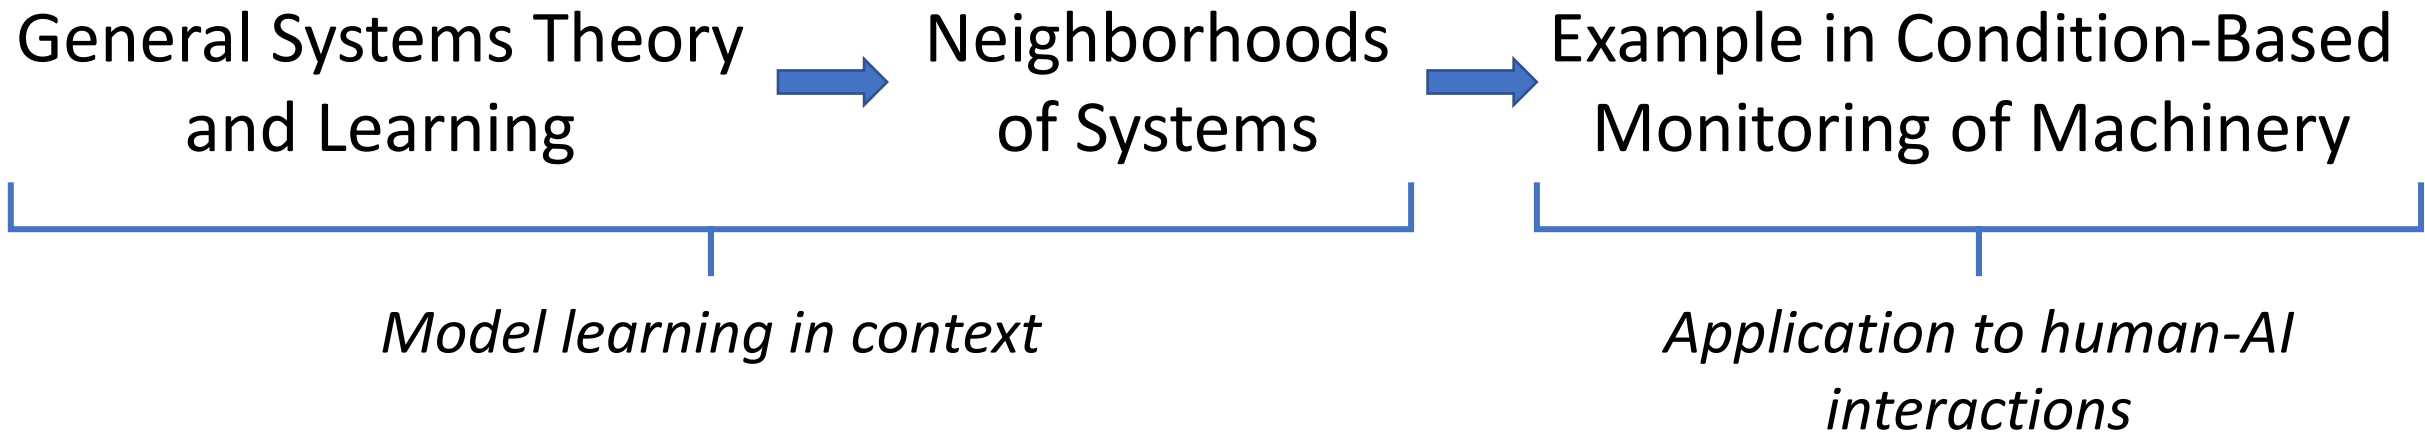 General Systems Theory
and Learning
Neighborhoods
of Systems
Example in Condition-Based
Monitoring of Machinery
Model learning in context
Application to human-AI
interactions